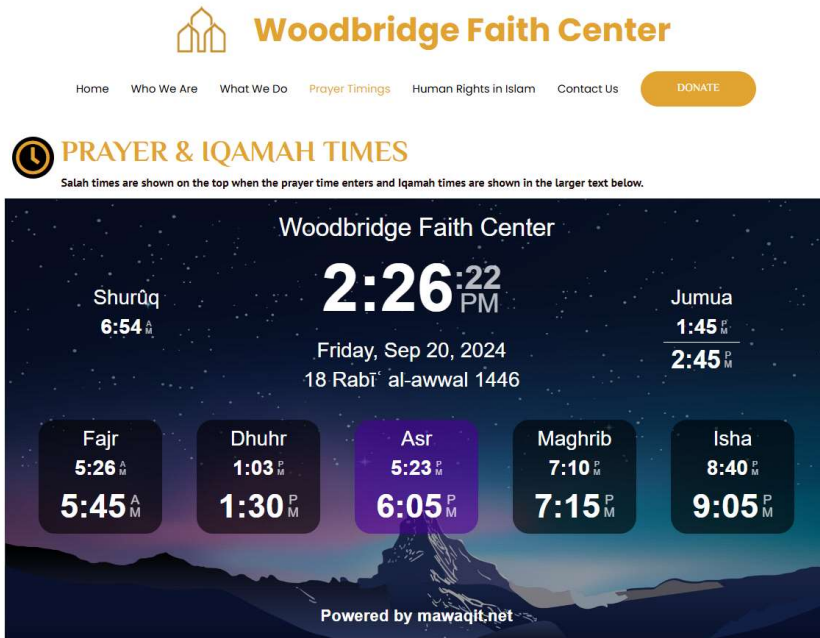 Woodbridge Faith Center
Home Who We Are What We Do Prayer Timings Human Rights in Islam Contact Us DONATE
PRAYER & IQAMAH TIMES
Salah times are shown on the top when the prayer time enters and Iqamah times are shown in the larger text below.
Woodbridge Faith Center
2:26:22 PM
Shurûq
6:54 AM
Jumua
1:45 PM
2:45 PM
Friday, Sep 20, 2024
18 Rabīʿ al-awwal 1446
Fajr
5:26 AM
5:45 AM
Dhuhr
1:03 PM
1:30 PM
Asr
5:23 PM
6:05 PM
Maghrib
7:10 PM
7:15 PM
Isha
8:40 PM
9:05 PM
Powered by mawaqit.net